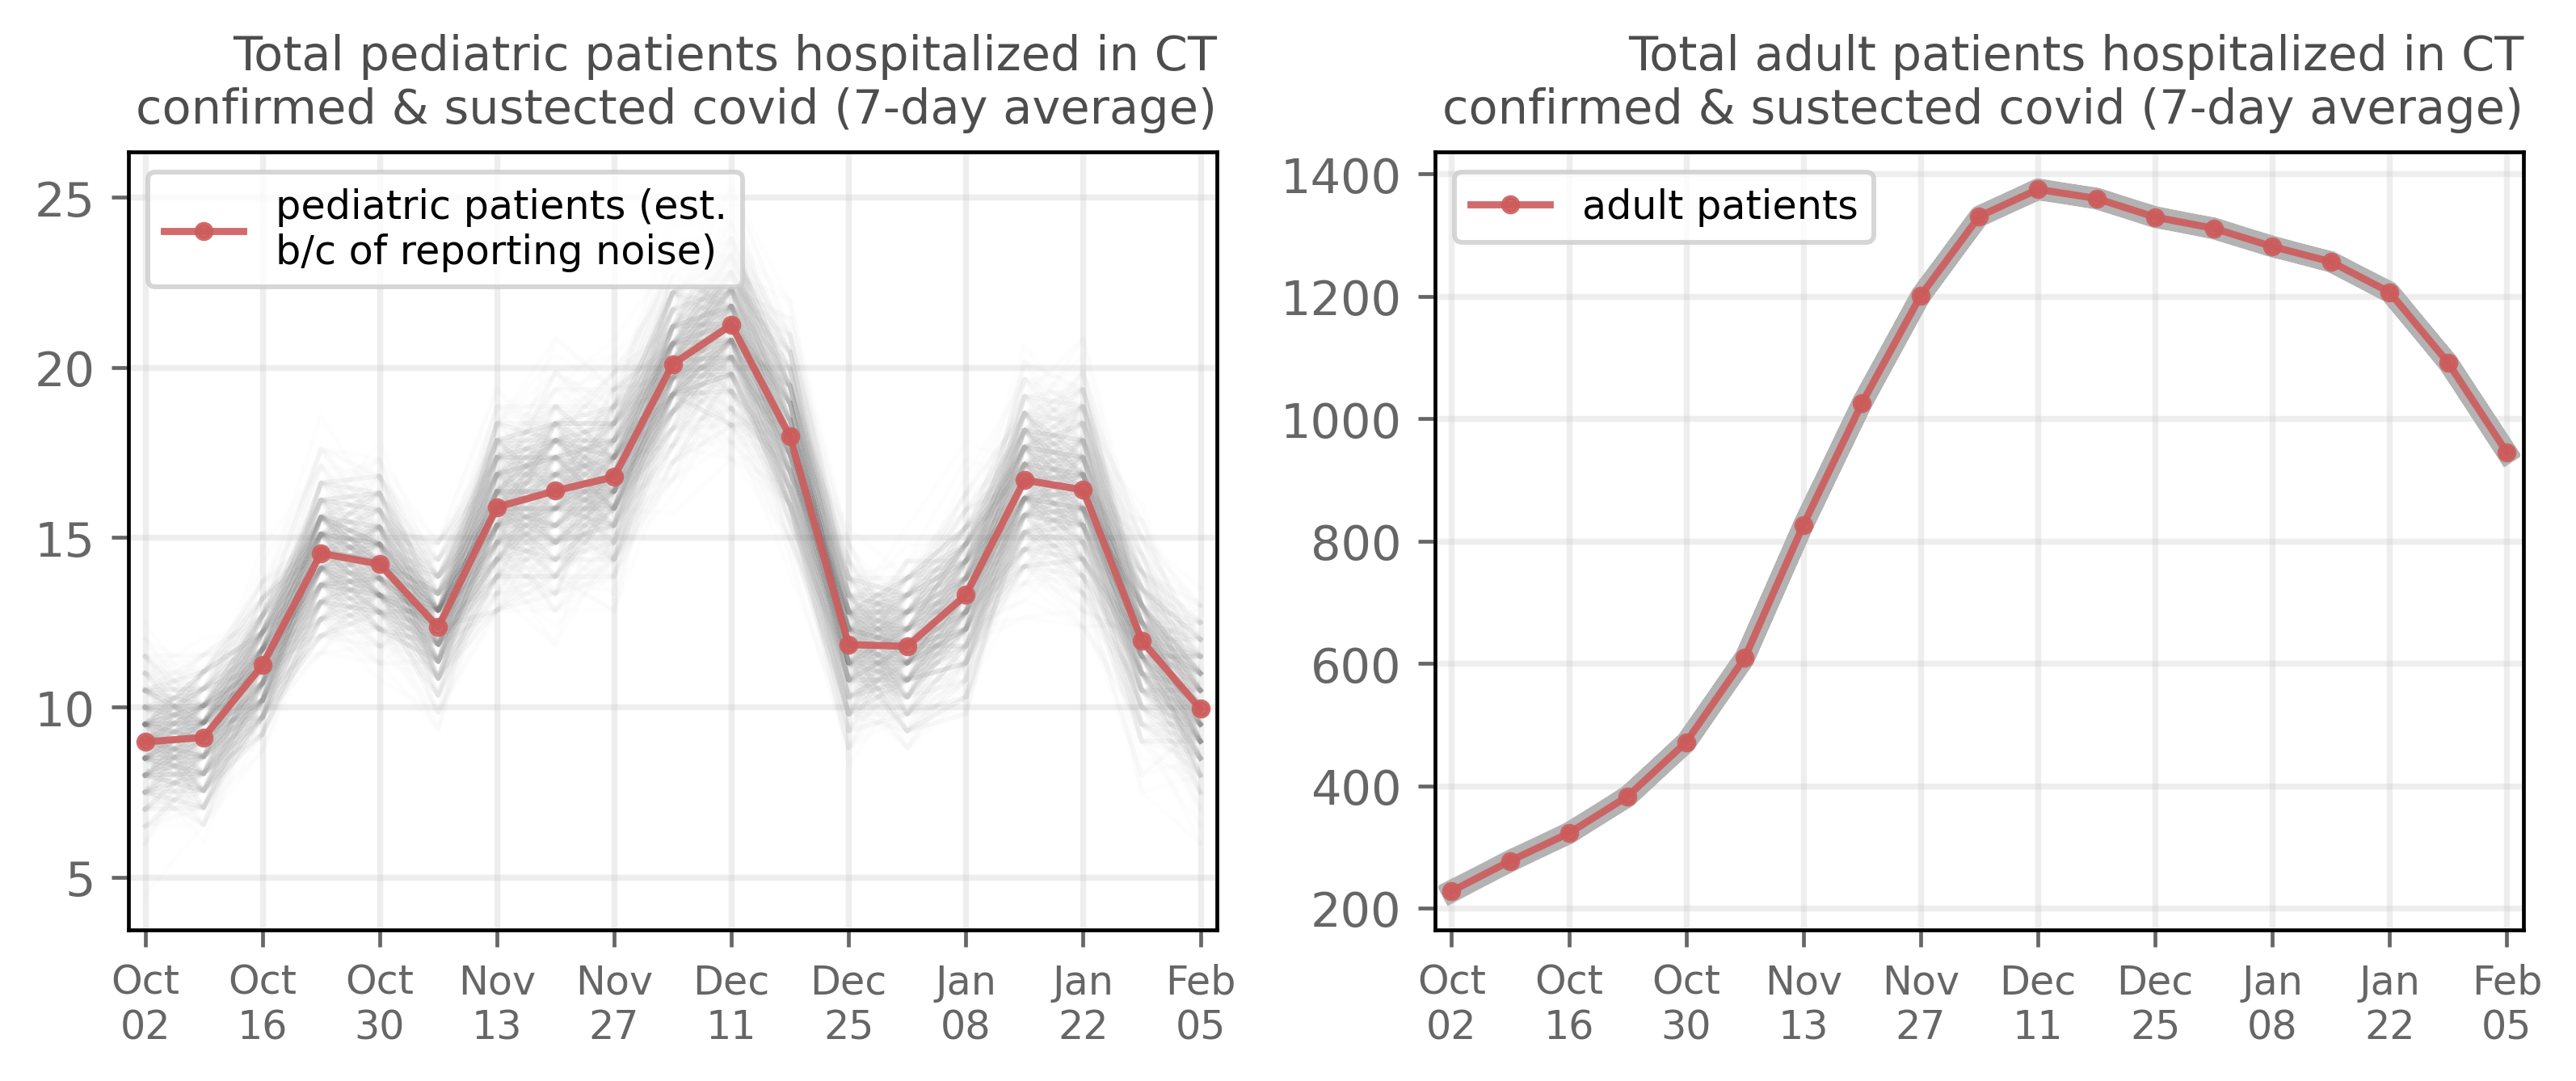 Total pediatric patients hospitalized in CT
confirmed & sustected covid (7-day average)
pediatric patients (est.
b/c of reporting noise)
25
20
15
10
5
Oct Oct Oct Nov Nov Dec Dec Jan Jan Feb
02 16 30 13 27 11 25 08 22 05
Total adult patients hospitalized in CT
confirmed & sustected covid (7-day average)
adult patients
1400
1200
1000
800
600
400
200
Oct Oct Oct Nov Nov Dec Dec Jan Jan Feb
02 16 30 13 27 11 25 08 22 05